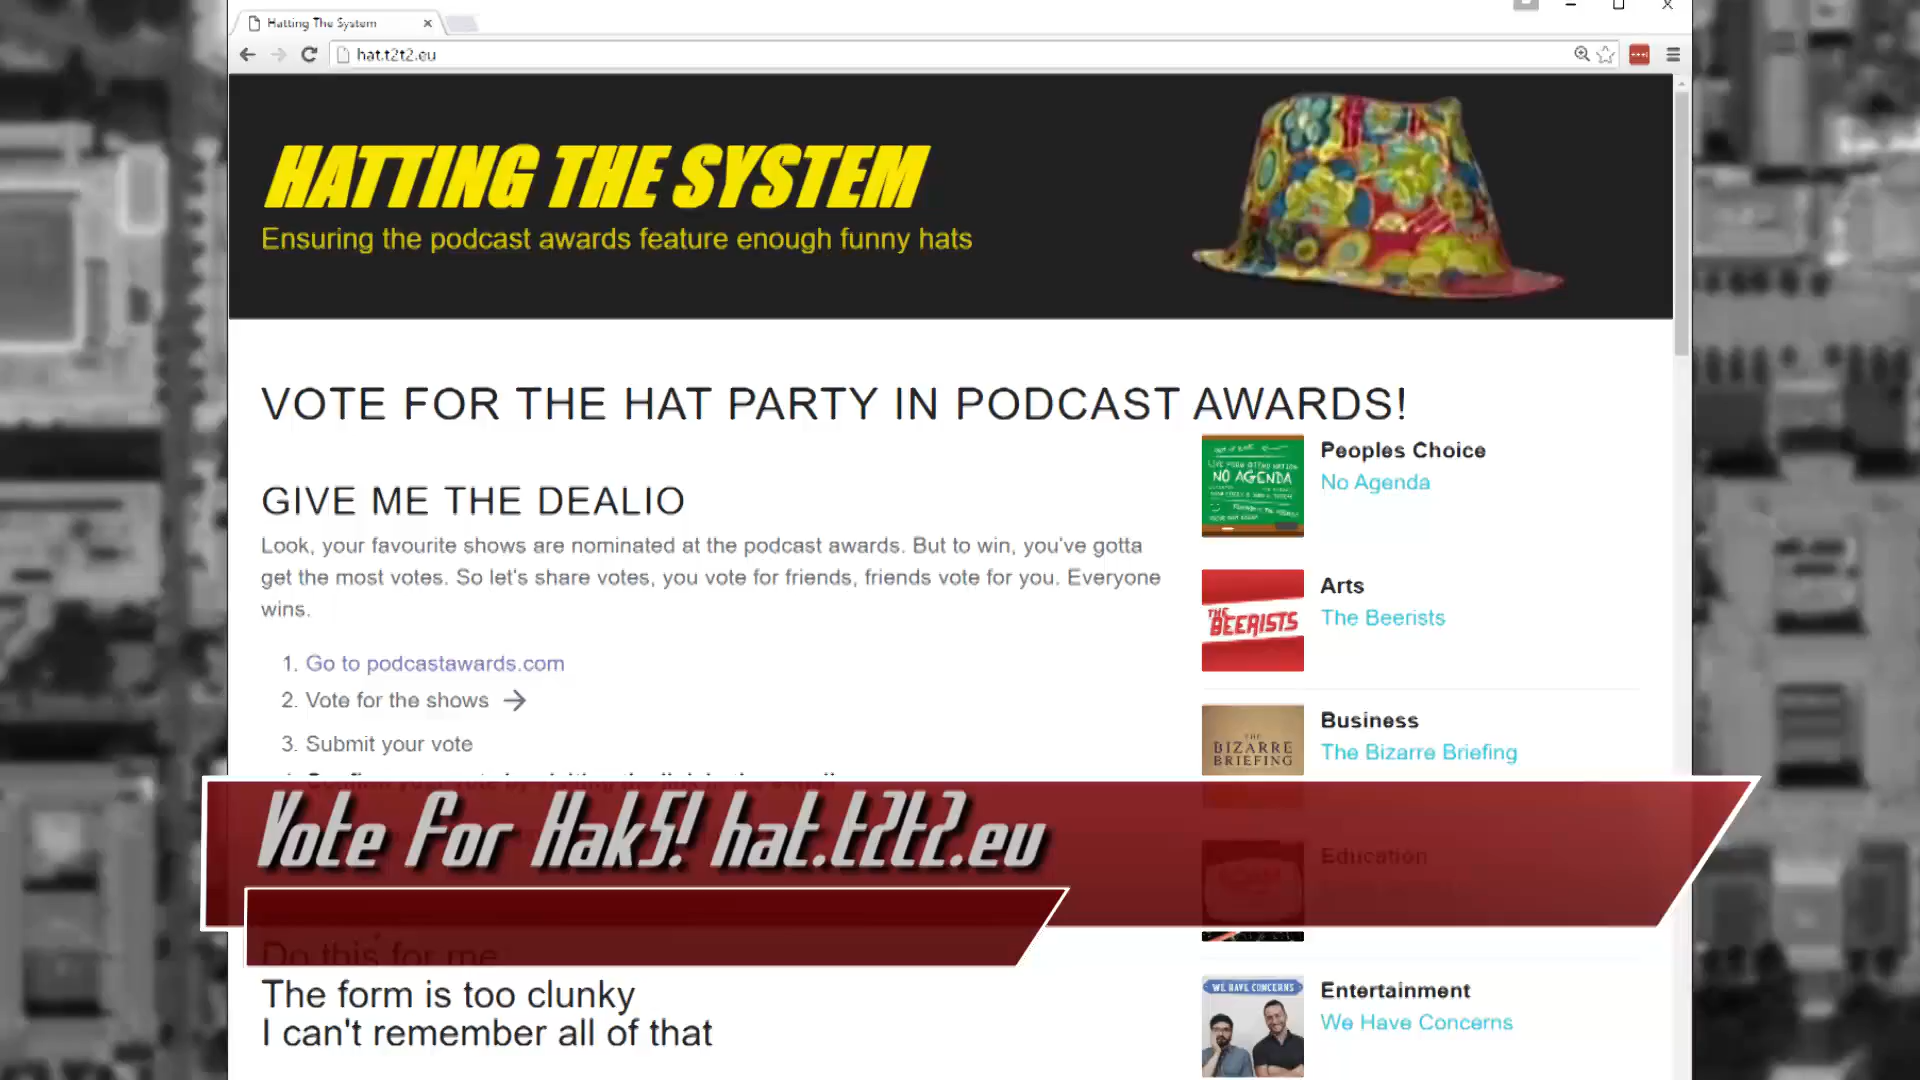 Hatting The System
hat.t2t2.eu
HATTING THE SYSTEM
Ensuring the podcast awards feature enough funny hats
VOTE FOR THE HAT PARTY IN PODCAST AWARDS!
GIVE ME THE DEALIO
Look, your favourite shows are nominated at the podcast awards. But to win, you've gotta
get the most votes. So let's share votes, you vote for friends, friends vote for you. Everyone
wins.
1. Go to podcastawards.com
2. Vote for the shows →
3. Submit your vote
Peoples Choice
No Agenda
NO AGENDA
Arts
The Beerists
THE
BEERISTS
Business
The Bizarre Briefing
THE
BIZARRE
BRIEFING
Education
Vote For Hak5! hat.t2t2.eu
Do this for me
The form is too clunky
I can't remember all of that
Entertainment
We Have Concerns
WE HAVE CONCERNS